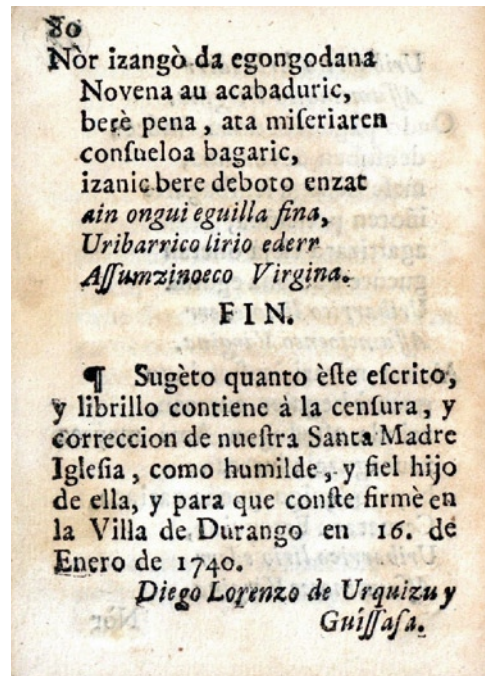 80
Nòr izangò da egongodana
Novena au acabaduric,
berè pena, ata miſeriaren
conſueloa bagaric,
izanic bere deboto enzat
ain ongui eguilla fina,
Uribarrico lirio ederr
Aſſumzinoeco Virgina.
FIN.
¶ Sugèto quanto èſte eſcrito,
y librillo contiene à la cenſura, y
correccion de nueſtra Santa Madre
Igleſia, como humilde, y fiel hijo
de ella, y para que conſte firmè en
la Villa de Durango en 16. de
Enero de 1740.
Diego Lorenzo de Urquizu y
Guiſſaſa.